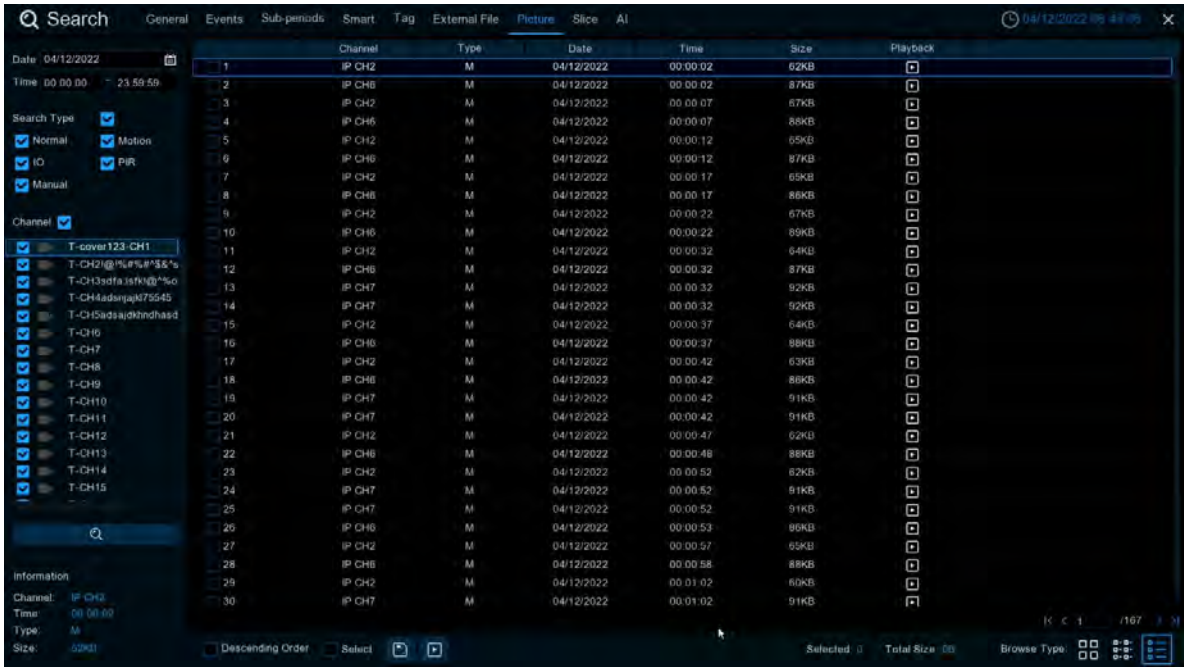 Search General Events Sub-periods Smart Tag External File Picture Slice AI 04/12/2022
Date 04/12/2022
Time 00:00:00 - 23:59:59
Search Type
Normal Motion
IO PIR
Manual
Channel
T-cover123-CH1
T-CH6
T-CH7
T-CH8
T-CH9
T-CH10
T-CH11
T-CH12
T-CH13
T-CH14
T-CH15
Information
Channel: IP CH2
Time: 00:00:02
Type: M
Size: 62KB
Channel Type Date Time Size Playback
1 IP CH2 M 04/12/2022 00:00:02 62KB
2 IP CH6 M 04/12/2022 00:00:02 87KB
3 IP CH2 M 04/12/2022 00:00:07 67KB
4 IP CH6 M 04/12/2022 00:00:07 88KB
5 IP CH2 M 04/12/2022 00:00:12 65KB
6 IP CH6 M 04/12/2022 00:00:12 87KB
7 IP CH2 M 04/12/2022 00:00:17 65KB
8 IP CH6 M 04/12/2022 00:00:17 86KB
9 IP CH2 M 04/12/2022 00:00:22 67KB
10 IP CH6 M 04/12/2022 00:00:22 89KB
11 IP CH2 M 04/12/2022 00:00:32 64KB
12 IP CH6 M 04/12/2022 00:00:32 87KB
13 IP CH7 M 04/12/2022 00:00:32 92KB
14 IP CH7 M 04/12/2022 00:00:32 92KB
15 IP CH2 M 04/12/2022 00:00:37 64KB
16 IP CH6 M 04/12/2022 00:00:37 88KB
17 IP CH2 M 04/12/2022 00:00:42 63KB
18 IP CH6 M 04/12/2022 00:00:42 86KB
19 IP CH7 M 04/12/2022 00:00:42 91KB
20 IP CH7 M 04/12/2022 00:00:42 91KB
21 IP CH2 M 04/12/2022 00:00:47 62KB
22 IP CH6 M 04/12/2022 00:00:48 88KB
23 IP CH2 M 04/12/2022 00:00:52 62KB
24 IP CH7 M 04/12/2022 00:00:52 91KB
25 IP CH7 M 04/12/2022 00:00:52 91KB
26 IP CH6 M 04/12/2022 00:00:53 86KB
27 IP CH2 M 04/12/2022 00:00:57 65KB
28 IP CH6 M 04/12/2022 00:00:58 88KB
29 IP CH2 M 04/12/2022 00:01:02 60KB
30 IP CH7 M 04/12/2022 00:01:02 91KB
1 /167
Descending Order Select Selected 0 Total Size 0B Browse Type